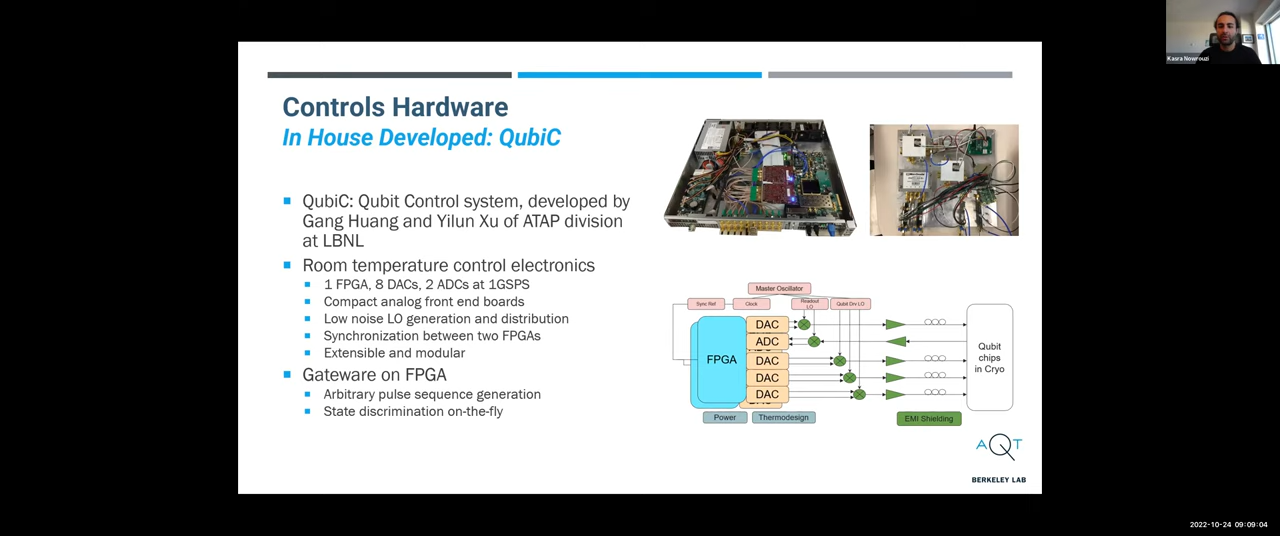 Kasra Nowrouzi
Controls Hardware
In House Developed: QubiC
QubiC: Qubit Control system, developed by
Gang Huang and Yilun Xu of ATAP division
at LBNL
Room temperature control electronics
1 FPGA, 8 DACs, 2 ADCs at 1GSPS
Compact analog front end boards
Low noise LO generation and distribution
Synchronization between two FPGAs
Extensible and modular
Gateware on FPGA
Arbitrary pulse sequence generation
State discrimination on-the-fly
Master Oscillator
Sync Ref
Clock
Readout
LO
Qubit Drv LO
FPGA
DAC
ADC
DAC
DAC
DAC
Qubit
chips
in Cryo
Power
Thermodesign
EMI Shielding
AQT
BERKELEY LAB
2022-10-24 09:09:04